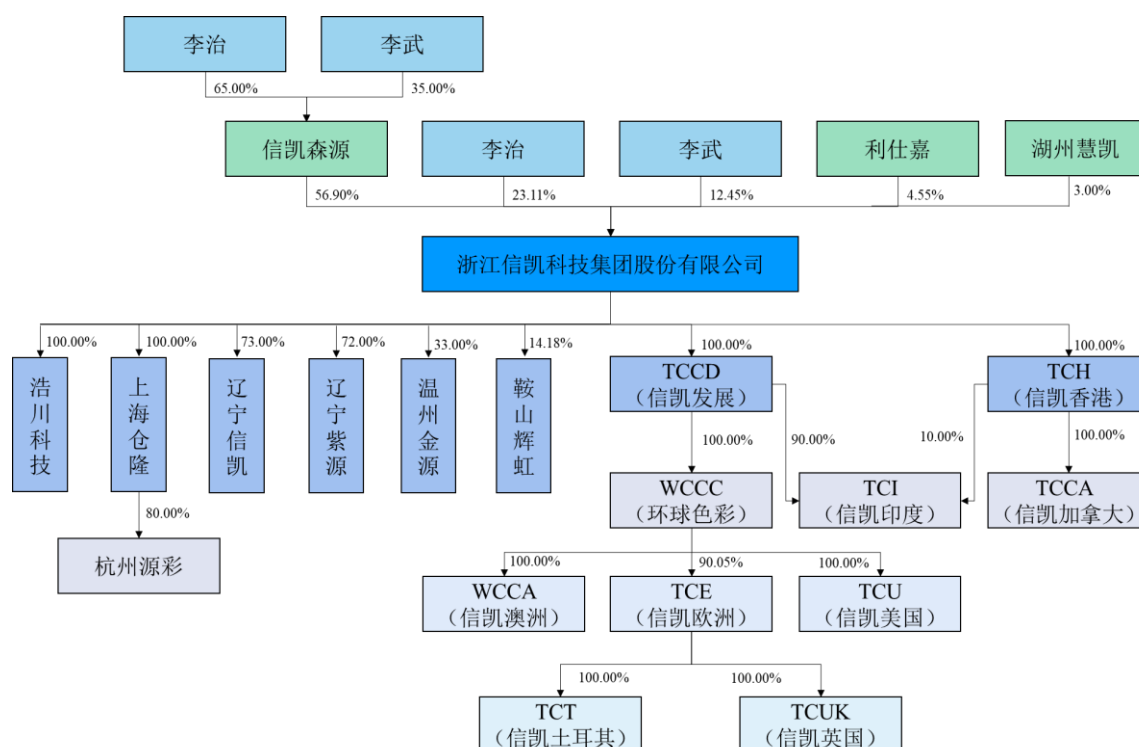 李治
李武
65.00%
35.00%
信凯森源
李治
李武
利仕嘉
湖州慧凯
56.90%
23.11%
12.45%
4.55%
3.00%
浙江信凯科技集团股份有限公司
100.00%
100.00%
73.00%
72.00%
33.00%
14.18%
100.00%
100.00%
浩川科技
上海仓隆
辽宁信凯
辽宁紫源
温州金源
鞍山辉虹
TCCD
（信凯发展）
TCH
（信凯香港）
100.00%
90.00%
10.00%
100.00%
80.00%
WCCC
（环球色彩）
TCI
（信凯印度）
TCCA
（信凯加拿大）
杭州源彩
100.00%
90.05%
100.00%
WCCA
（信凯澳洲）
TCE
（信凯欧洲）
TCU
（信凯美国）
100.00%
100.00%
TCT
（信凯土耳其）
TCUK
（信凯英国）